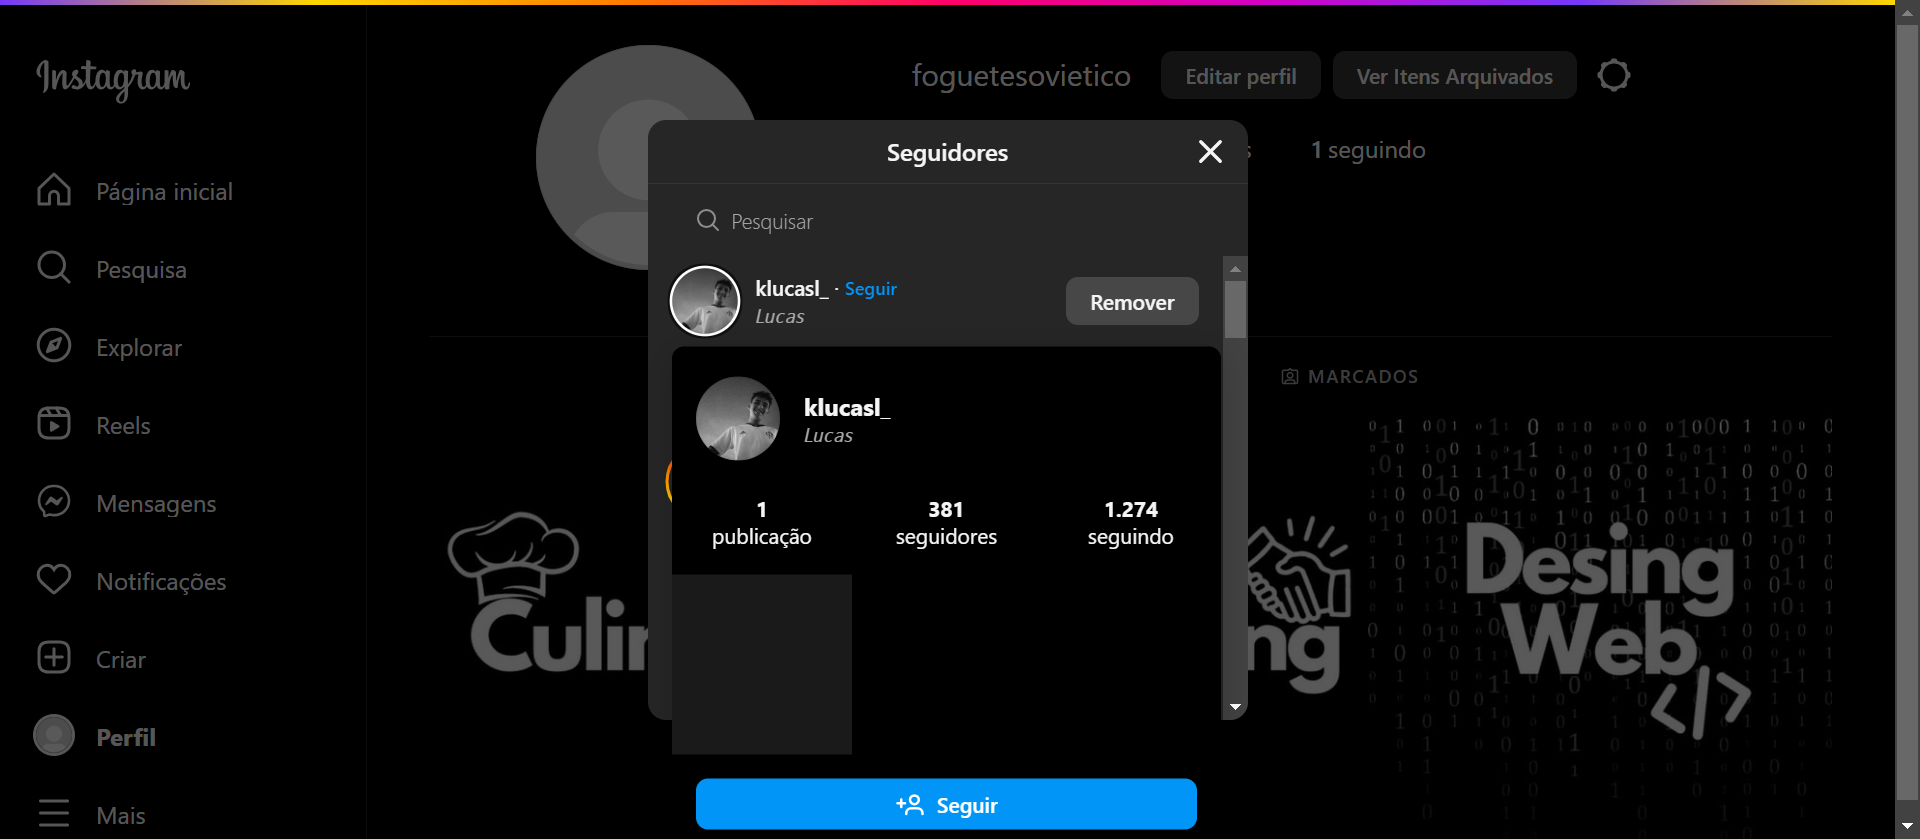 Instagram
Página inicial
Pesquisa
Explorar
Reels
Mensagens
Notificações
Criar
Perfil
Mais
foguetesovietico
Editar perfil
Ver Itens Arquivados
1 seguindo
Seguidores
Pesquisar
klucasl_ · Seguir
Lucas
Remover
klucasl_
Lucas
1
publicação
381
seguidores
1.274
seguindo
Seguir
MARCADOS
Culin
ng
Desing
Web
</>